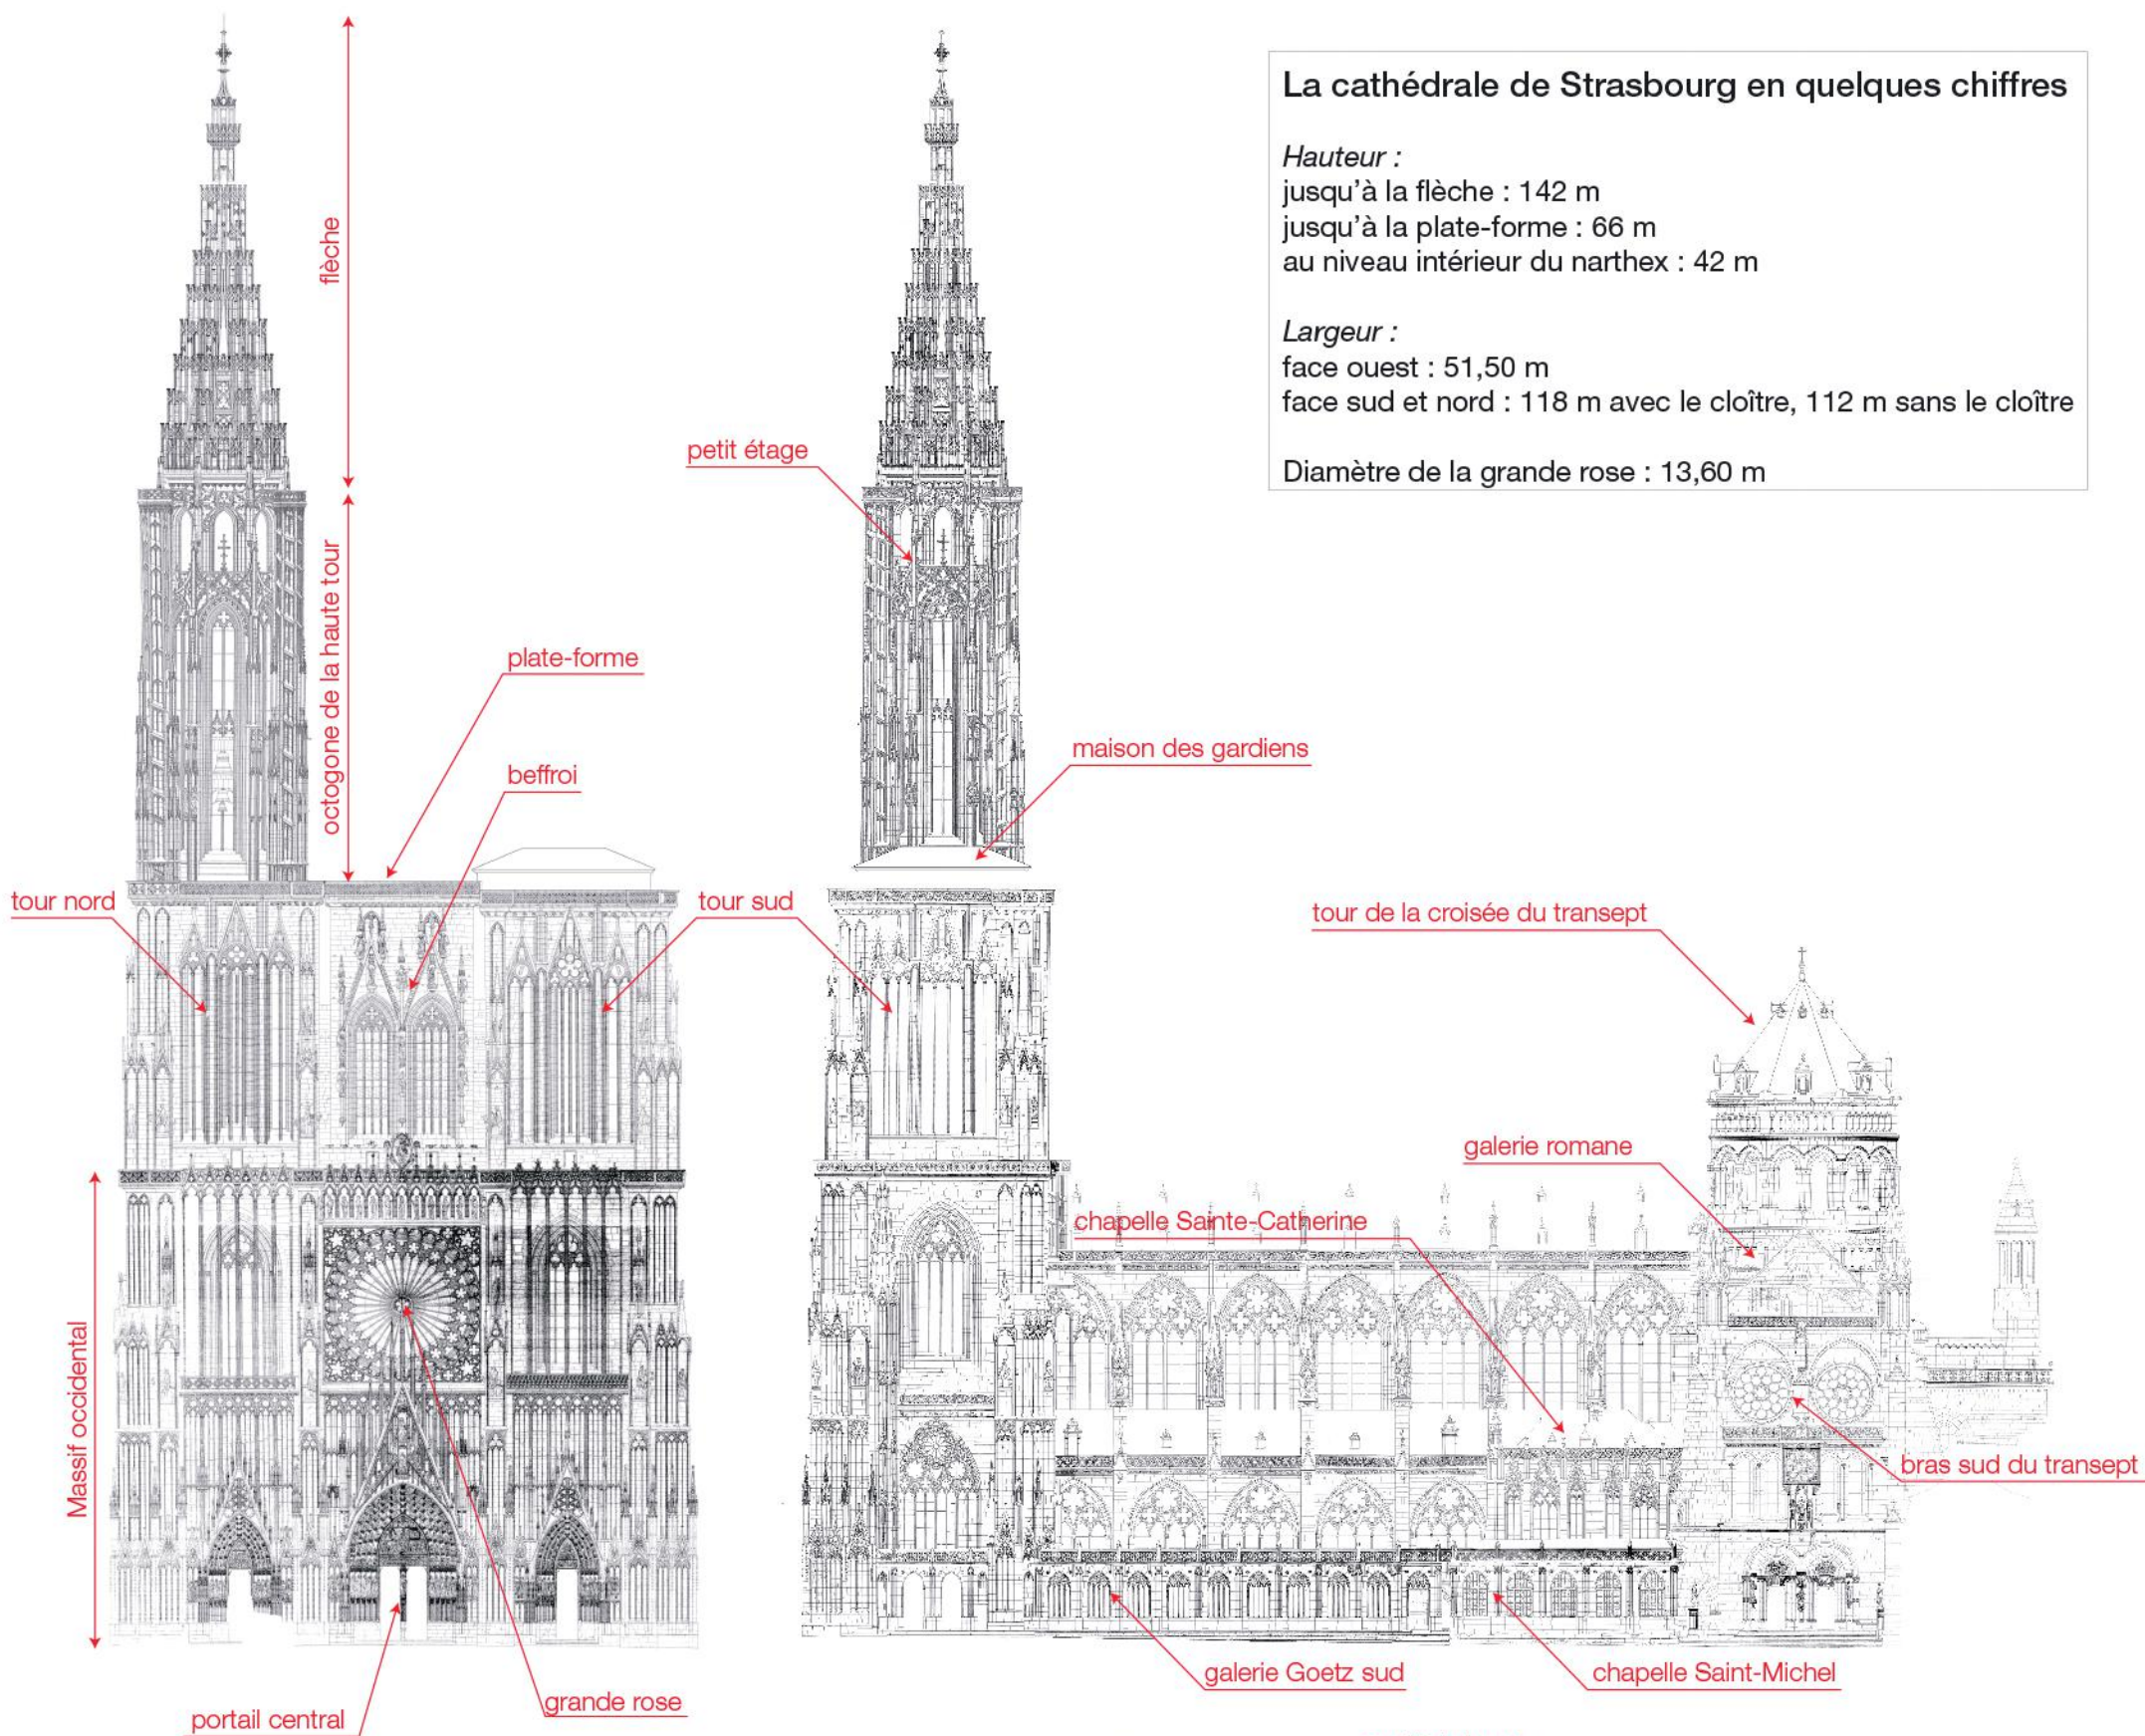 La cathédrale de Strasbourg en quelques chiffres
Hauteur :
jusqu'à la flèche : 142 m
jusqu'à la plate-forme : 66 m
au niveau intérieur du narthex : 42 m
Largeur :
face ouest : 51,50 m
face sud et nord : 118 m avec le cloître, 112 m sans le cloître
Diamètre de la grande rose : 13,60 m
flèche
petit étage
octogone de la haute tour
plate-forme
maison des gardiens
beffroi
tour nord
tour sud
tour de la croisée du transept
galerie romane
chapelle Sainte-Catherine
Massif occidental
bras sud du transept
galerie Goetz sud
chapelle Saint-Michel
grande rose
portail central